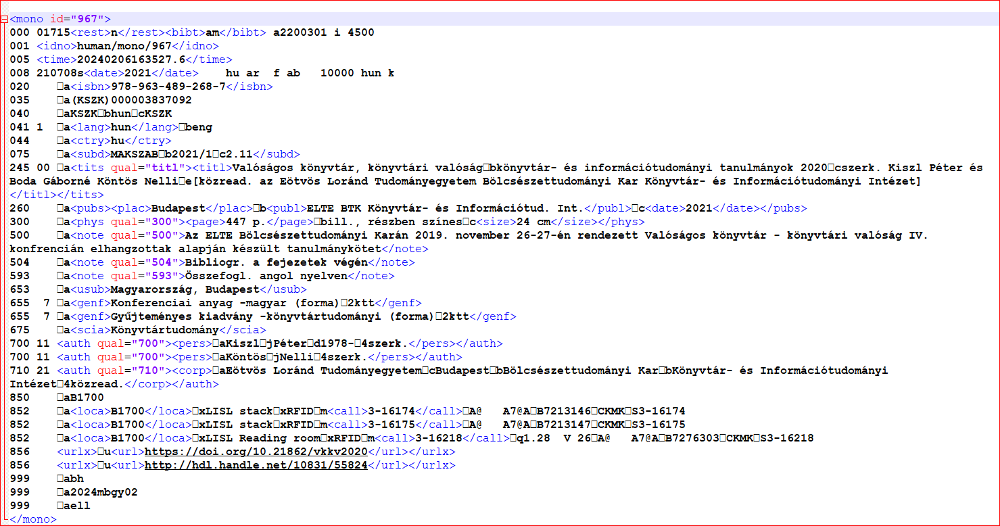 <mono id="967">
000 01715<rest>n</rest><bibt>am</bibt> a2200301 i 4500
001 <idno>human/mono/967</idno>
005 <time>20240206163527.6</time>
008 210708s<date>2021</date>    hu ar  f ab   10000 hun k
020    □a<isbn>978-963-489-268-7</isbn>
035    □a(KSZK)000003837092
040    □aKSZK□bhun□cKSZK
041 1  □a<lang>hun</lang>□beng
044    □a<ctry>hu</ctry>
075    □a<subd>MAKSZAB□b2021/1□c2.11</subd>
245 00 □a<tits qual="titl"><titl>Valóságos könyvtár, könyvtári valóság□bkönyvtár- és információtudományi tanulmányok 2020□cszerk. Kiszl Péter és
Boda Gáborné Köntös Nelli□e[közread. az Eötvös Loránd Tudományegyetem Bölcsészettudományi Kar Könyvtár- és Információtudományi Intézet]
</titl></tits>
260    □a<pubs><plac>Budapest</plac>□b<publ>ELTE BTK Könyvtár- és Információtud. Int.</publ>□c<date>2021</date></pubs>
300    □a<phys qual="300"><page>447 p.</page>□bill., részben színes□c<size>24 cm</size></phys>
500    □a<note qual="500">Az ELTE Bölcsészettudományi Karán 2019. november 26-27-én rendezett Valóságos könyvtár - könyvtári valóság IV.
konfrencián elhangzottak alapján készült tanulmánykötet</note>
504    □a<note qual="504">Bibliogr. a fejezetek végén</note>
593    □a<note qual="593">Összefogl. angol nyelven</note>
653    □a<usub>Magyarország, Budapest</usub>
655  7 □a<genf>Konferenciai anyag -magyar (forma)□2ktt</genf>
655  7 □a<genf>Gyűjteményes kiadvány -könyvtártudományi (forma)□2ktt</genf>
675    □a<scia>Könyvtártudomány</scia>
700 11 <auth qual="700"><pers>□aKiszl□jPéter□d1978-□4szerk.</pers></auth>
700 11 <auth qual="700"><pers>□aKöntös□jNelli□4szerk.</pers></auth>
710 21 <auth qual="710"><corp>□aEötvös Loránd Tudományegyetem□cBudapest□bBölcsészettudományi Kar□bKönyvtár- és Információtudományi
Intézet□4közread.</corp></auth>
850    □aB1700
852    □a<loca>B1700</loca>□xLISL stack□xRFID□m<call>3-16174</call>□A@   A7@A□B7213146□CKMK□S3-16174
852    □a<loca>B1700</loca>□xLISL stack□xRFID□m<call>3-16175</call>□A@   A7@A□B7213147□CKMK□S3-16175
852    □a<loca>B1700</loca>□xLISL Reading room□xRFID□m<call>3-16218</call>□q1.28  V 26□A@   A7@A□B7276303□CKMK□S3-16218
856    <urlx>□u<url>https://doi.org/10.21862/vkkv2020</url></urlx>
856    <urlx>□u<url>http://hdl.handle.net/10831/55824</url></urlx>
999    □abh
999    □a2024mbgy02
999    □aell
</mono>